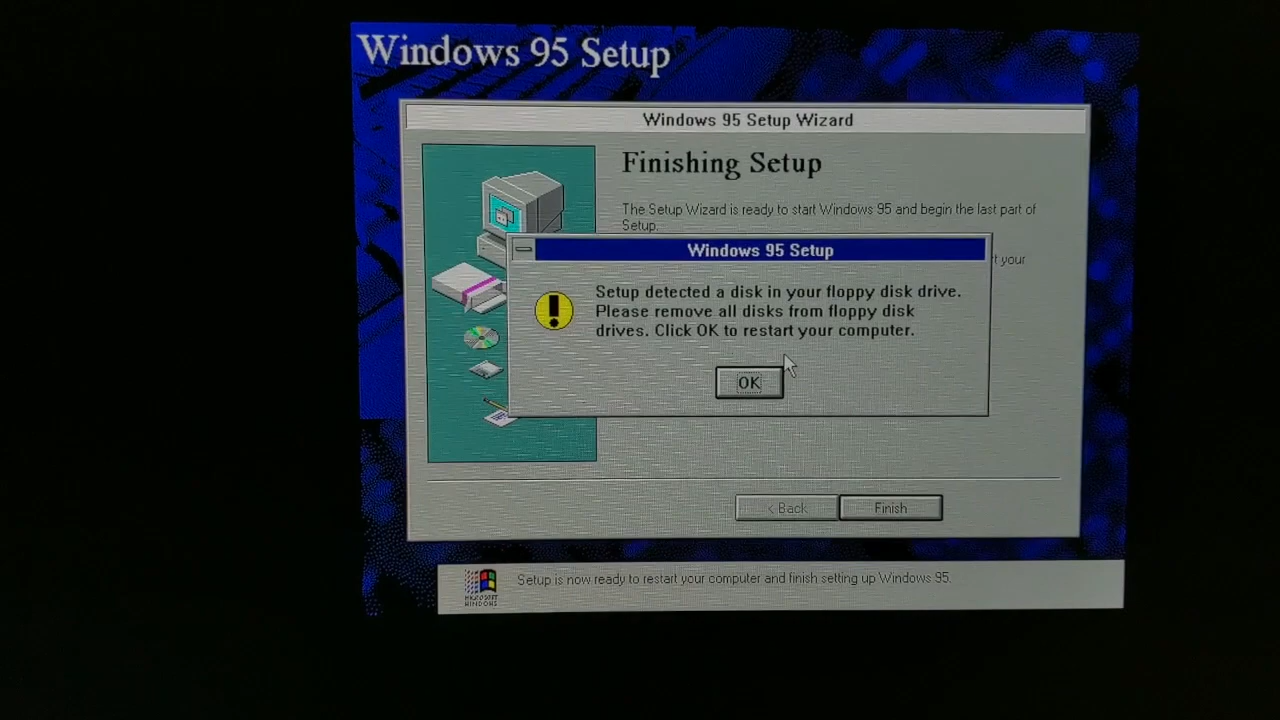 Windows 95 Setup
Windows 95 Setup Wizard
Finishing Setup
The Setup Wizard is ready to start Windows 95 and begin the last part of
Setup.
your
Windows 95 Setup
Setup detected a disk in your floppy disk drive.
Please remove all disks from floppy disk
drives. Click OK to restart your computer.
OK
< Back
Finish
MICROSOFT
WINDOWS
Setup is now ready to restart your computer and finish setting up Windows 95.